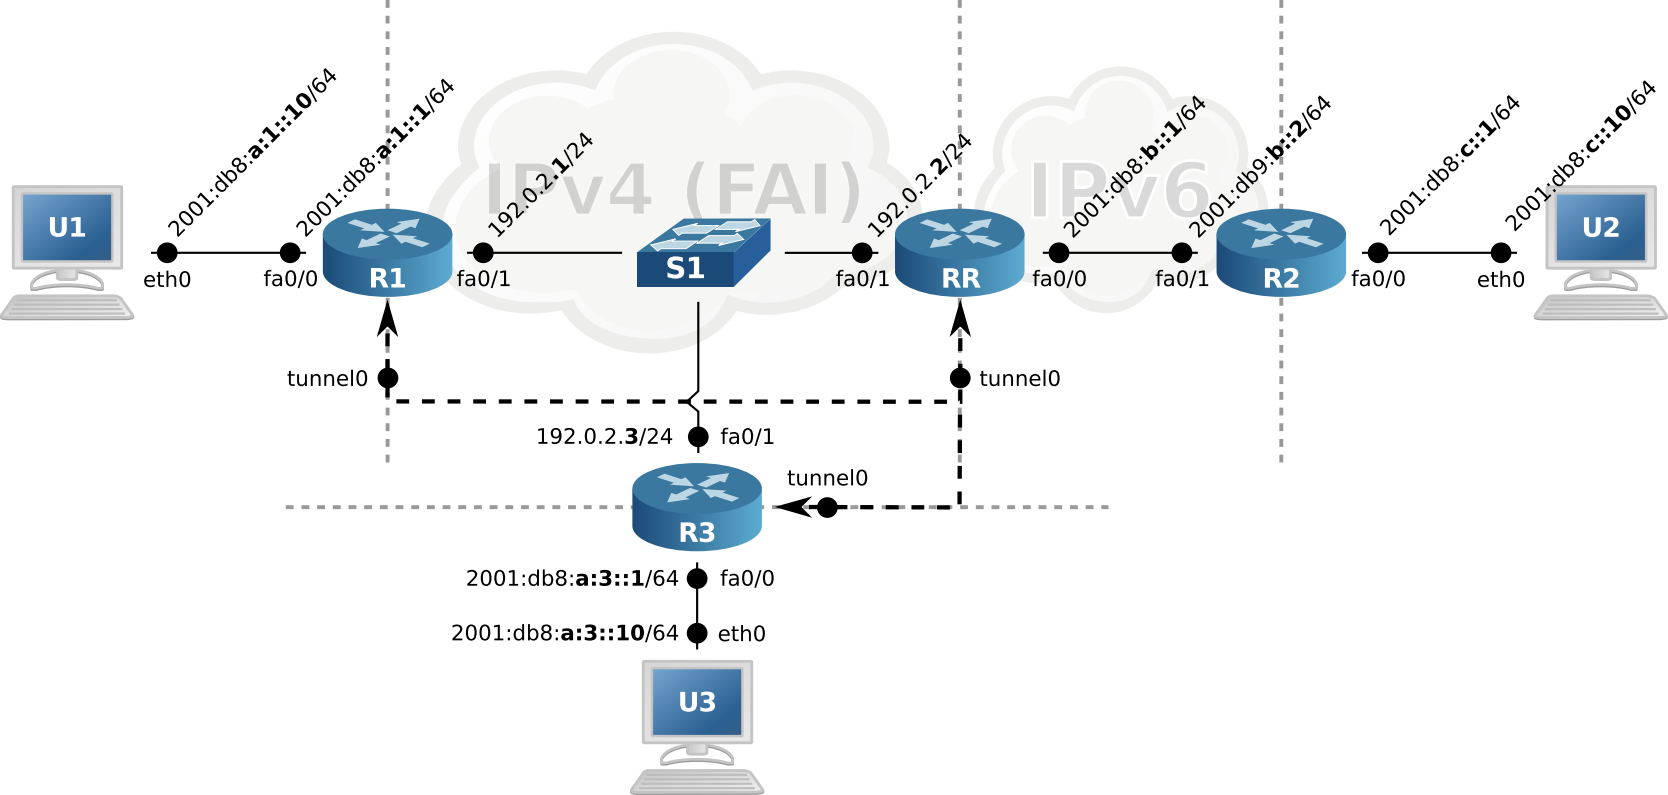 2001:db8:a:1::10/64
2001:db8:a:1::1/64
192.0.2.1/24
IPv4 (FAI)
192.0.2.2/24
IPv6
2001:db8:b::1/64
2001:db9:b::2/64
2001:db8:c::1/64
2001:db8:c::10/64
U1
eth0
fa0/0
R1
fa0/1
S1
fa0/1
RR
fa0/0
fa0/1
R2
fa0/0
eth0
U2
tunnel0
tunnel0
192.0.2.3/24
fa0/1
tunnel0
R3
2001:db8:a:3::1/64
fa0/0
2001:db8:a:3::10/64
eth0
U3